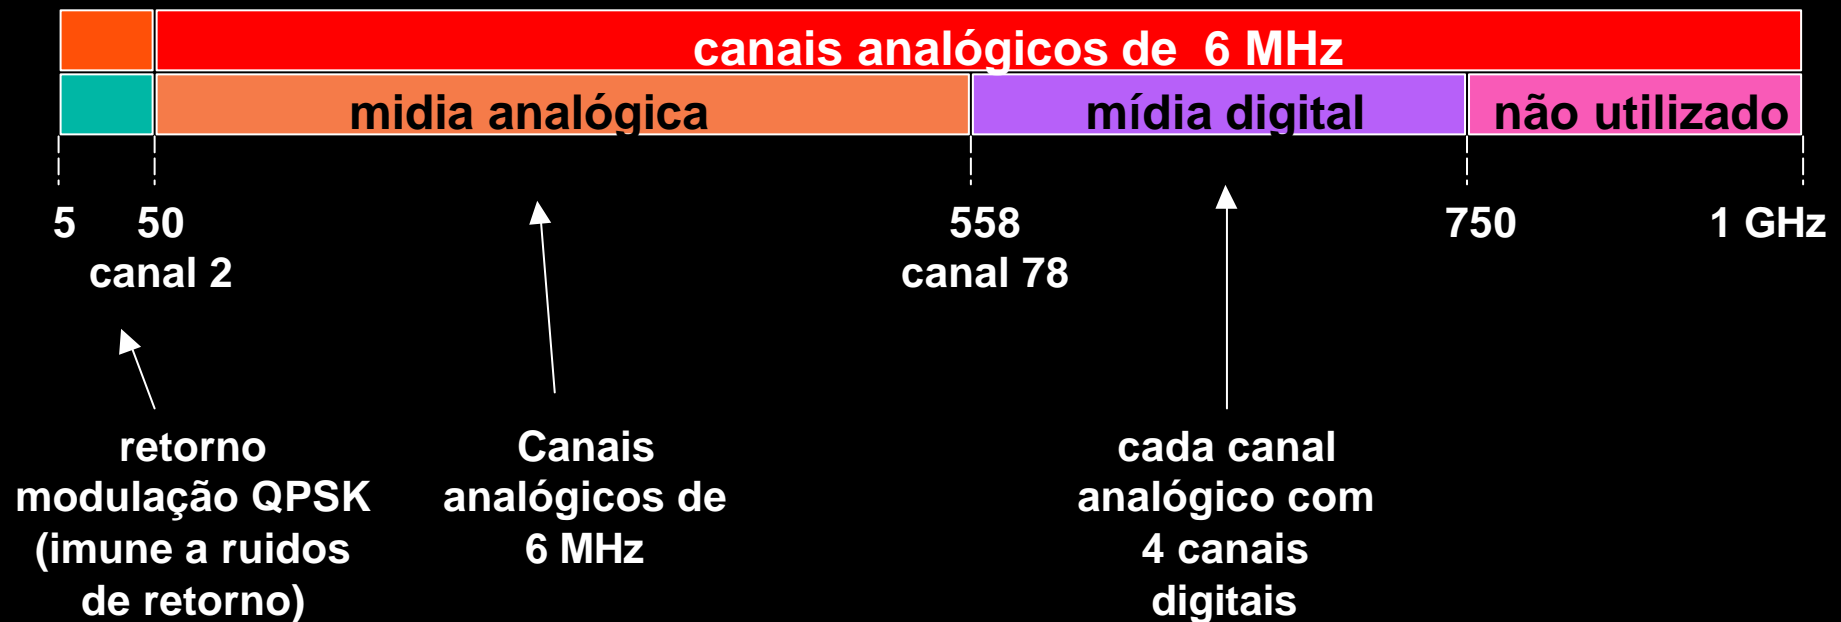 canais analógicos de  6 MHz
midia analógica
mídia digital
não utilizado
5
50
558
750
1 GHz
canal 2
canal 78
retorno
modulação QPSK
(imune a ruidos
de retorno)
Canais
analógicos de
6 MHz
cada canal
analógico com
4 canais
digitais